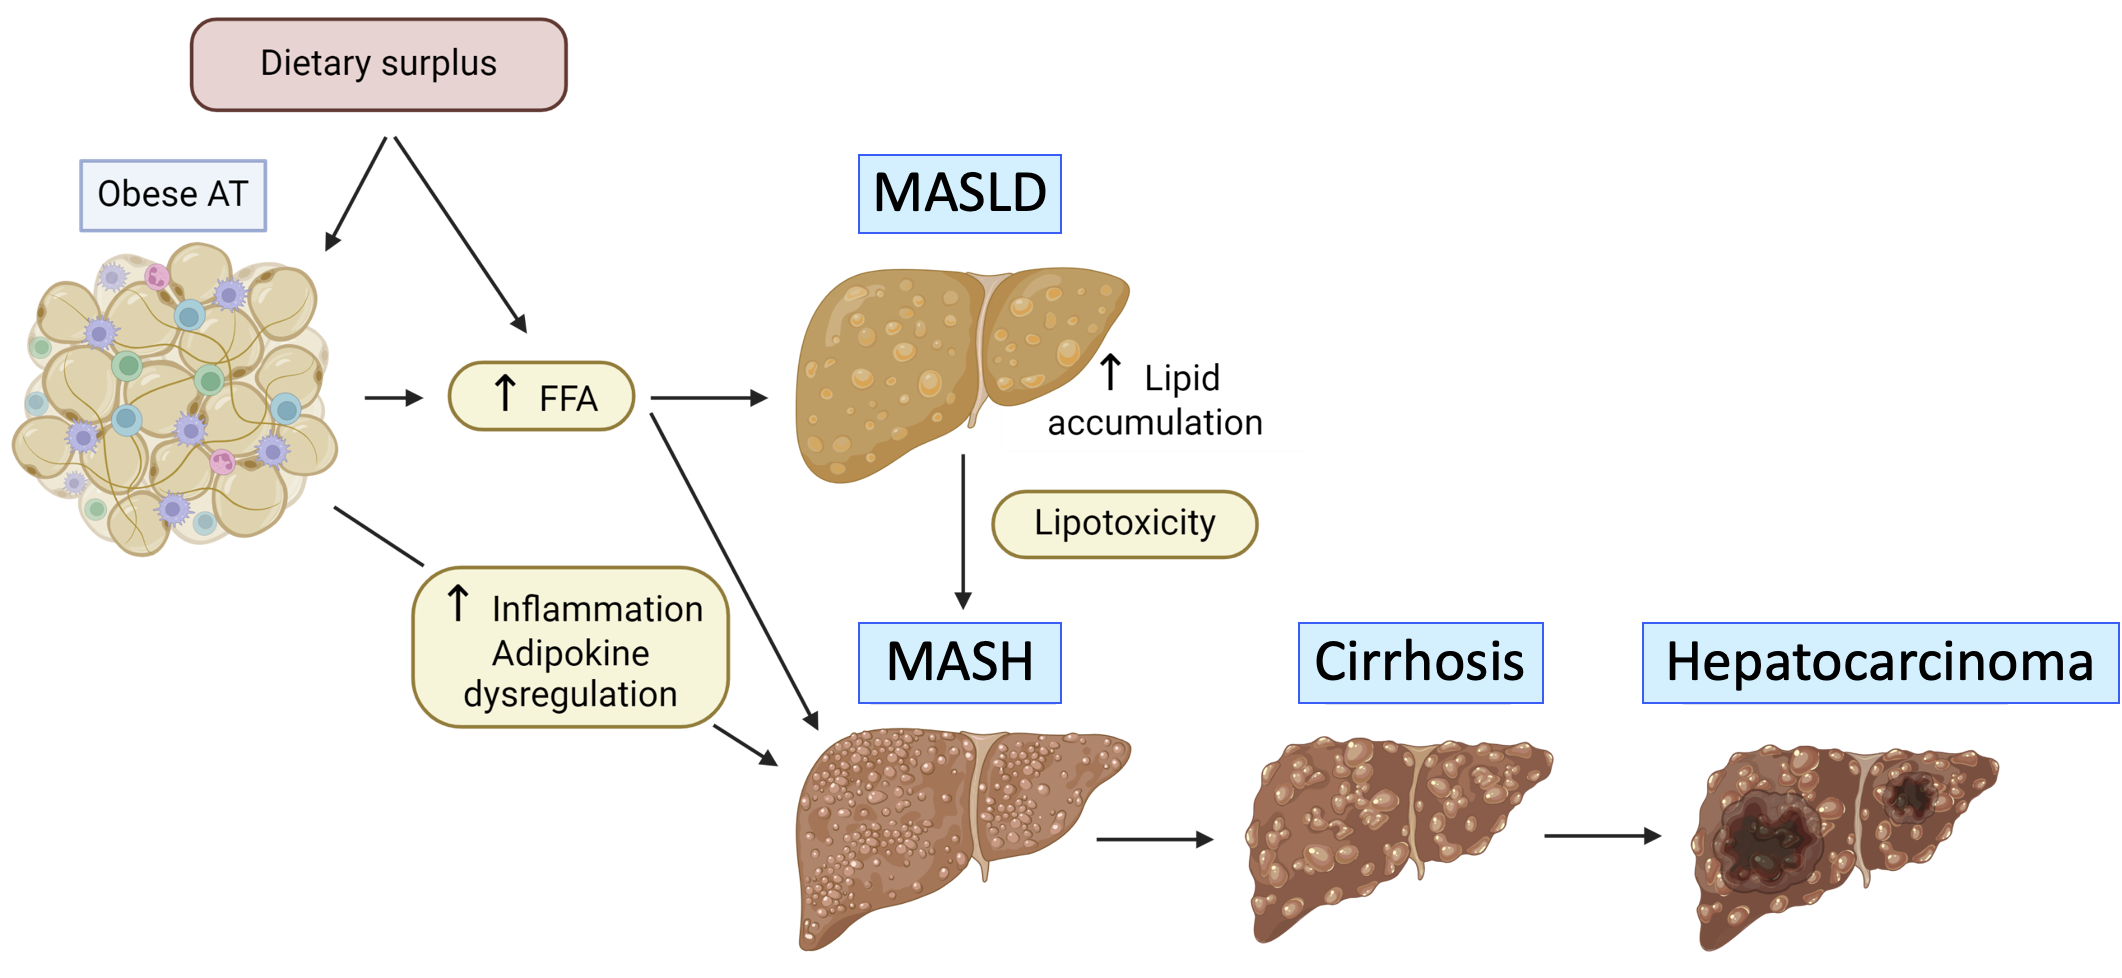 Dietary surplus
Obese AT
MASLD
↑ FFA
↑ Lipid
accumulation
Lipotoxicity
↑ Inflammation
Adipokine
dysregulation
MASH
Cirrhosis
Hepatocarcinoma